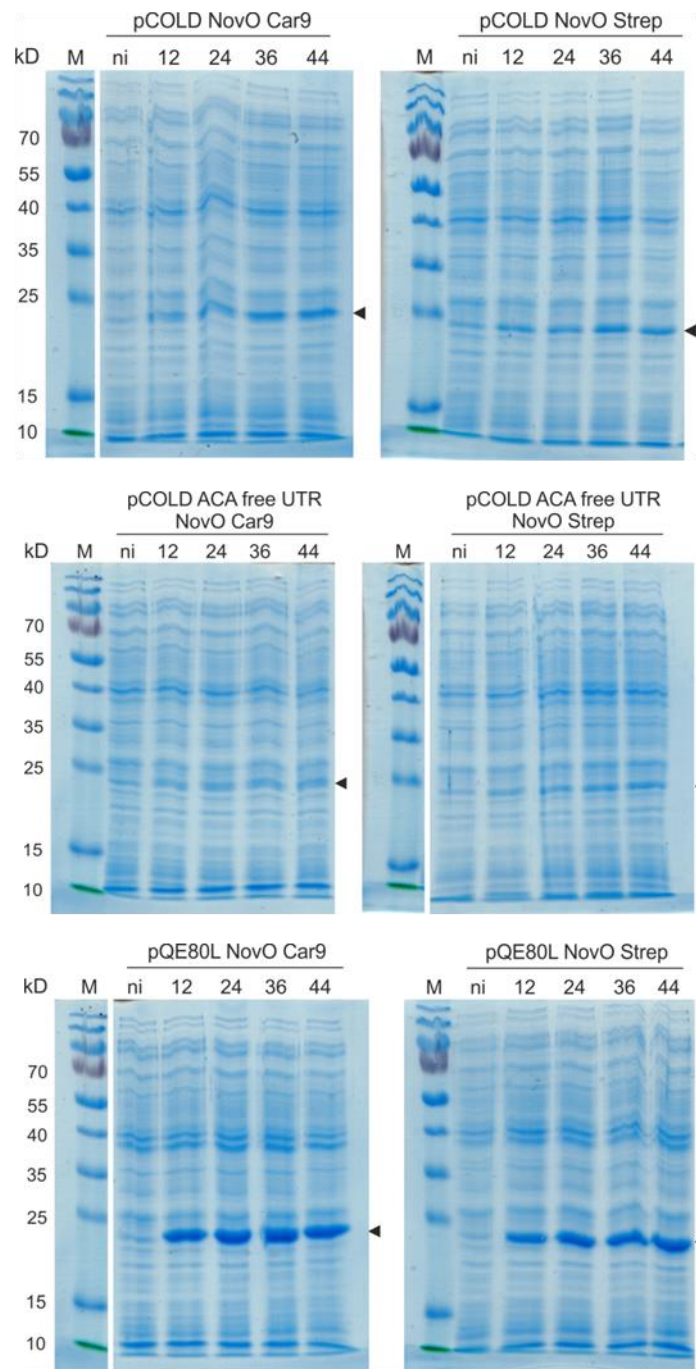 pCOLD NovO Car9
pCOLD NovO Strep
kD M ni 12 24 36 44
M ni 12 24 36 44
70
55
40
35
25
15
10
pCOLD ACA free UTR
NovO Car9
pCOLD ACA free UTR
NovO Strep
kD M ni 12 24 36 44
M ni 12 24 36 44
70
55
40
35
25
15
10
pQE80L NovO Car9
pQE80L NovO Strep
kD M ni 12 24 36 44
M ni 12 24 36 44
70
55
40
35
25
15
10